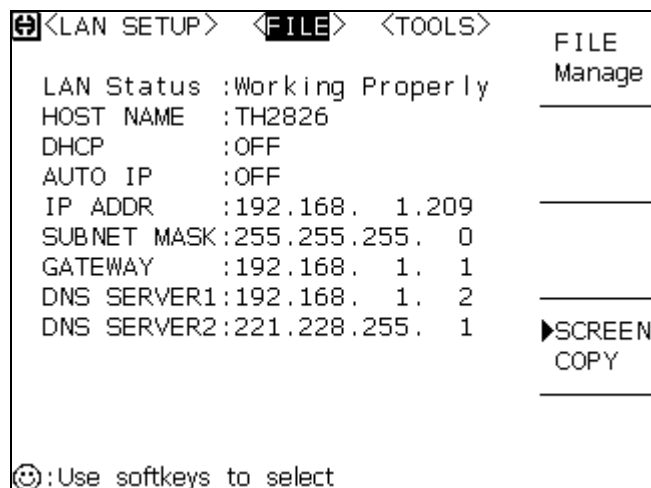 <LAN SETUP> <FILE> <TOOLS>
FILE
Manage
LAN Status :Working Properly
HOST NAME :TH2826
DHCP :OFF
AUTO IP :OFF
IP ADDR :192.168. 1.209
SUBNET MASK:255.255.255. 0
GATEWAY :192.168. 1. 1
DNS SERVER1:192.168. 1. 2
DNS SERVER2:221.228.255. 1
SCREEN
COPY
:Use softkeys to select